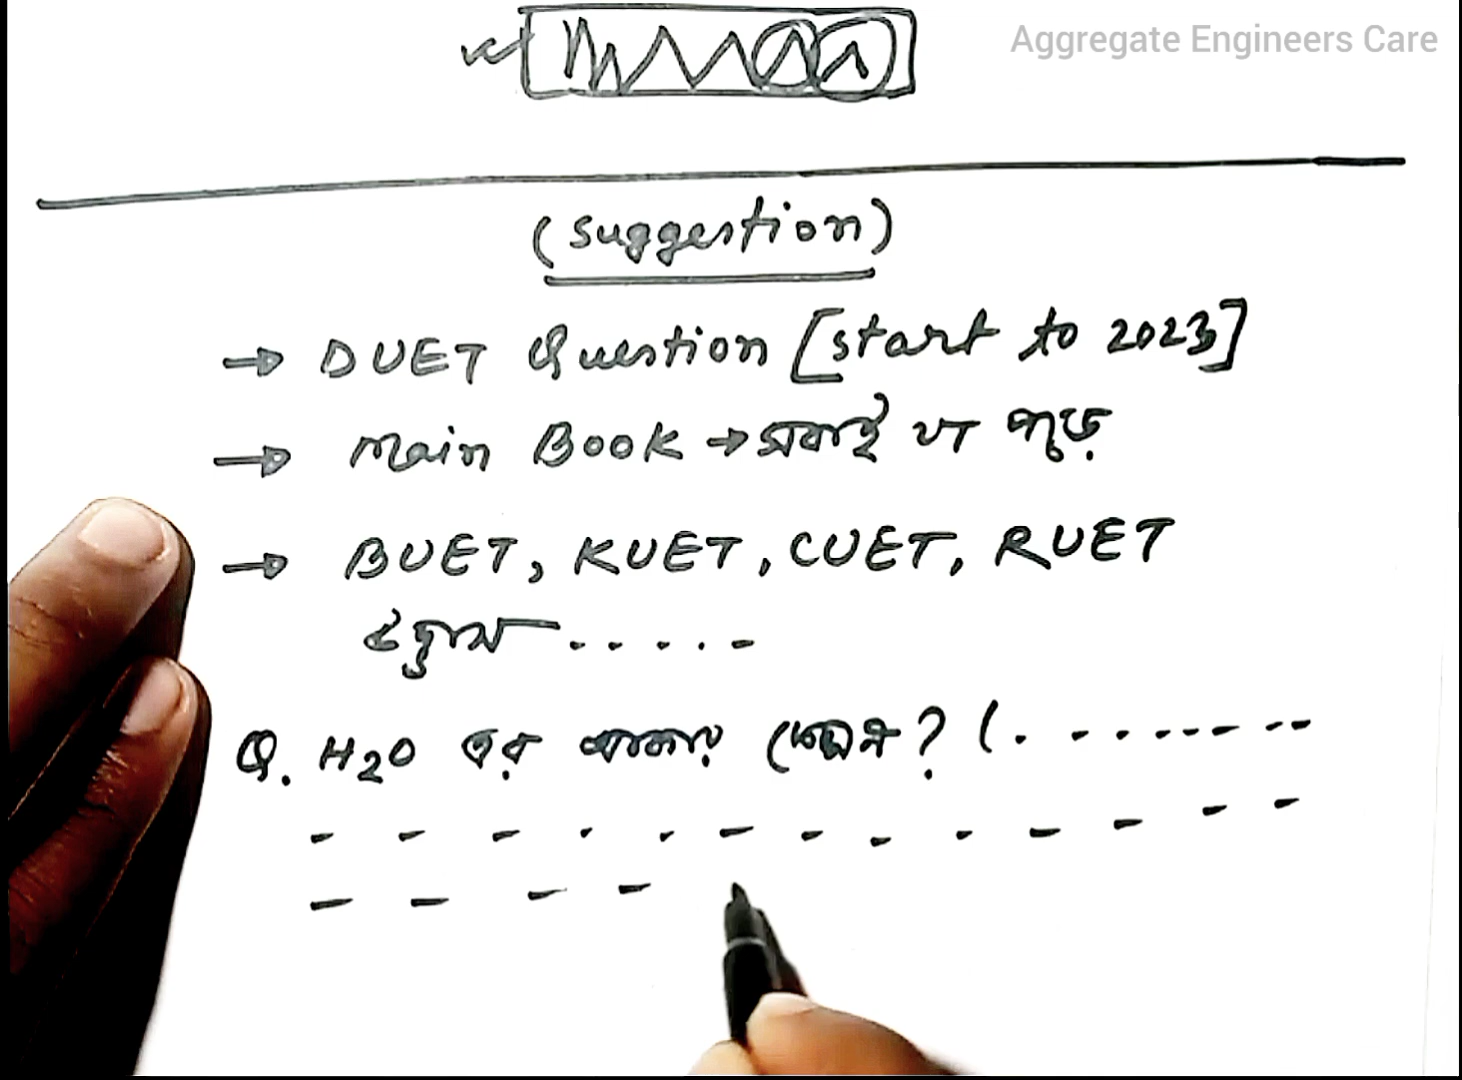 Aggregate Engineers Care
(Suggestion)
→ DUET Question [start to 2023]
→ Main Book → সবাই যা পড়ে
→ BUET, KUET, CUET, RUET
. . . . .
Q. H2O এর আকার কেমন? (. - - - - - - -
- - - - - - - - - - - - -
- - - -